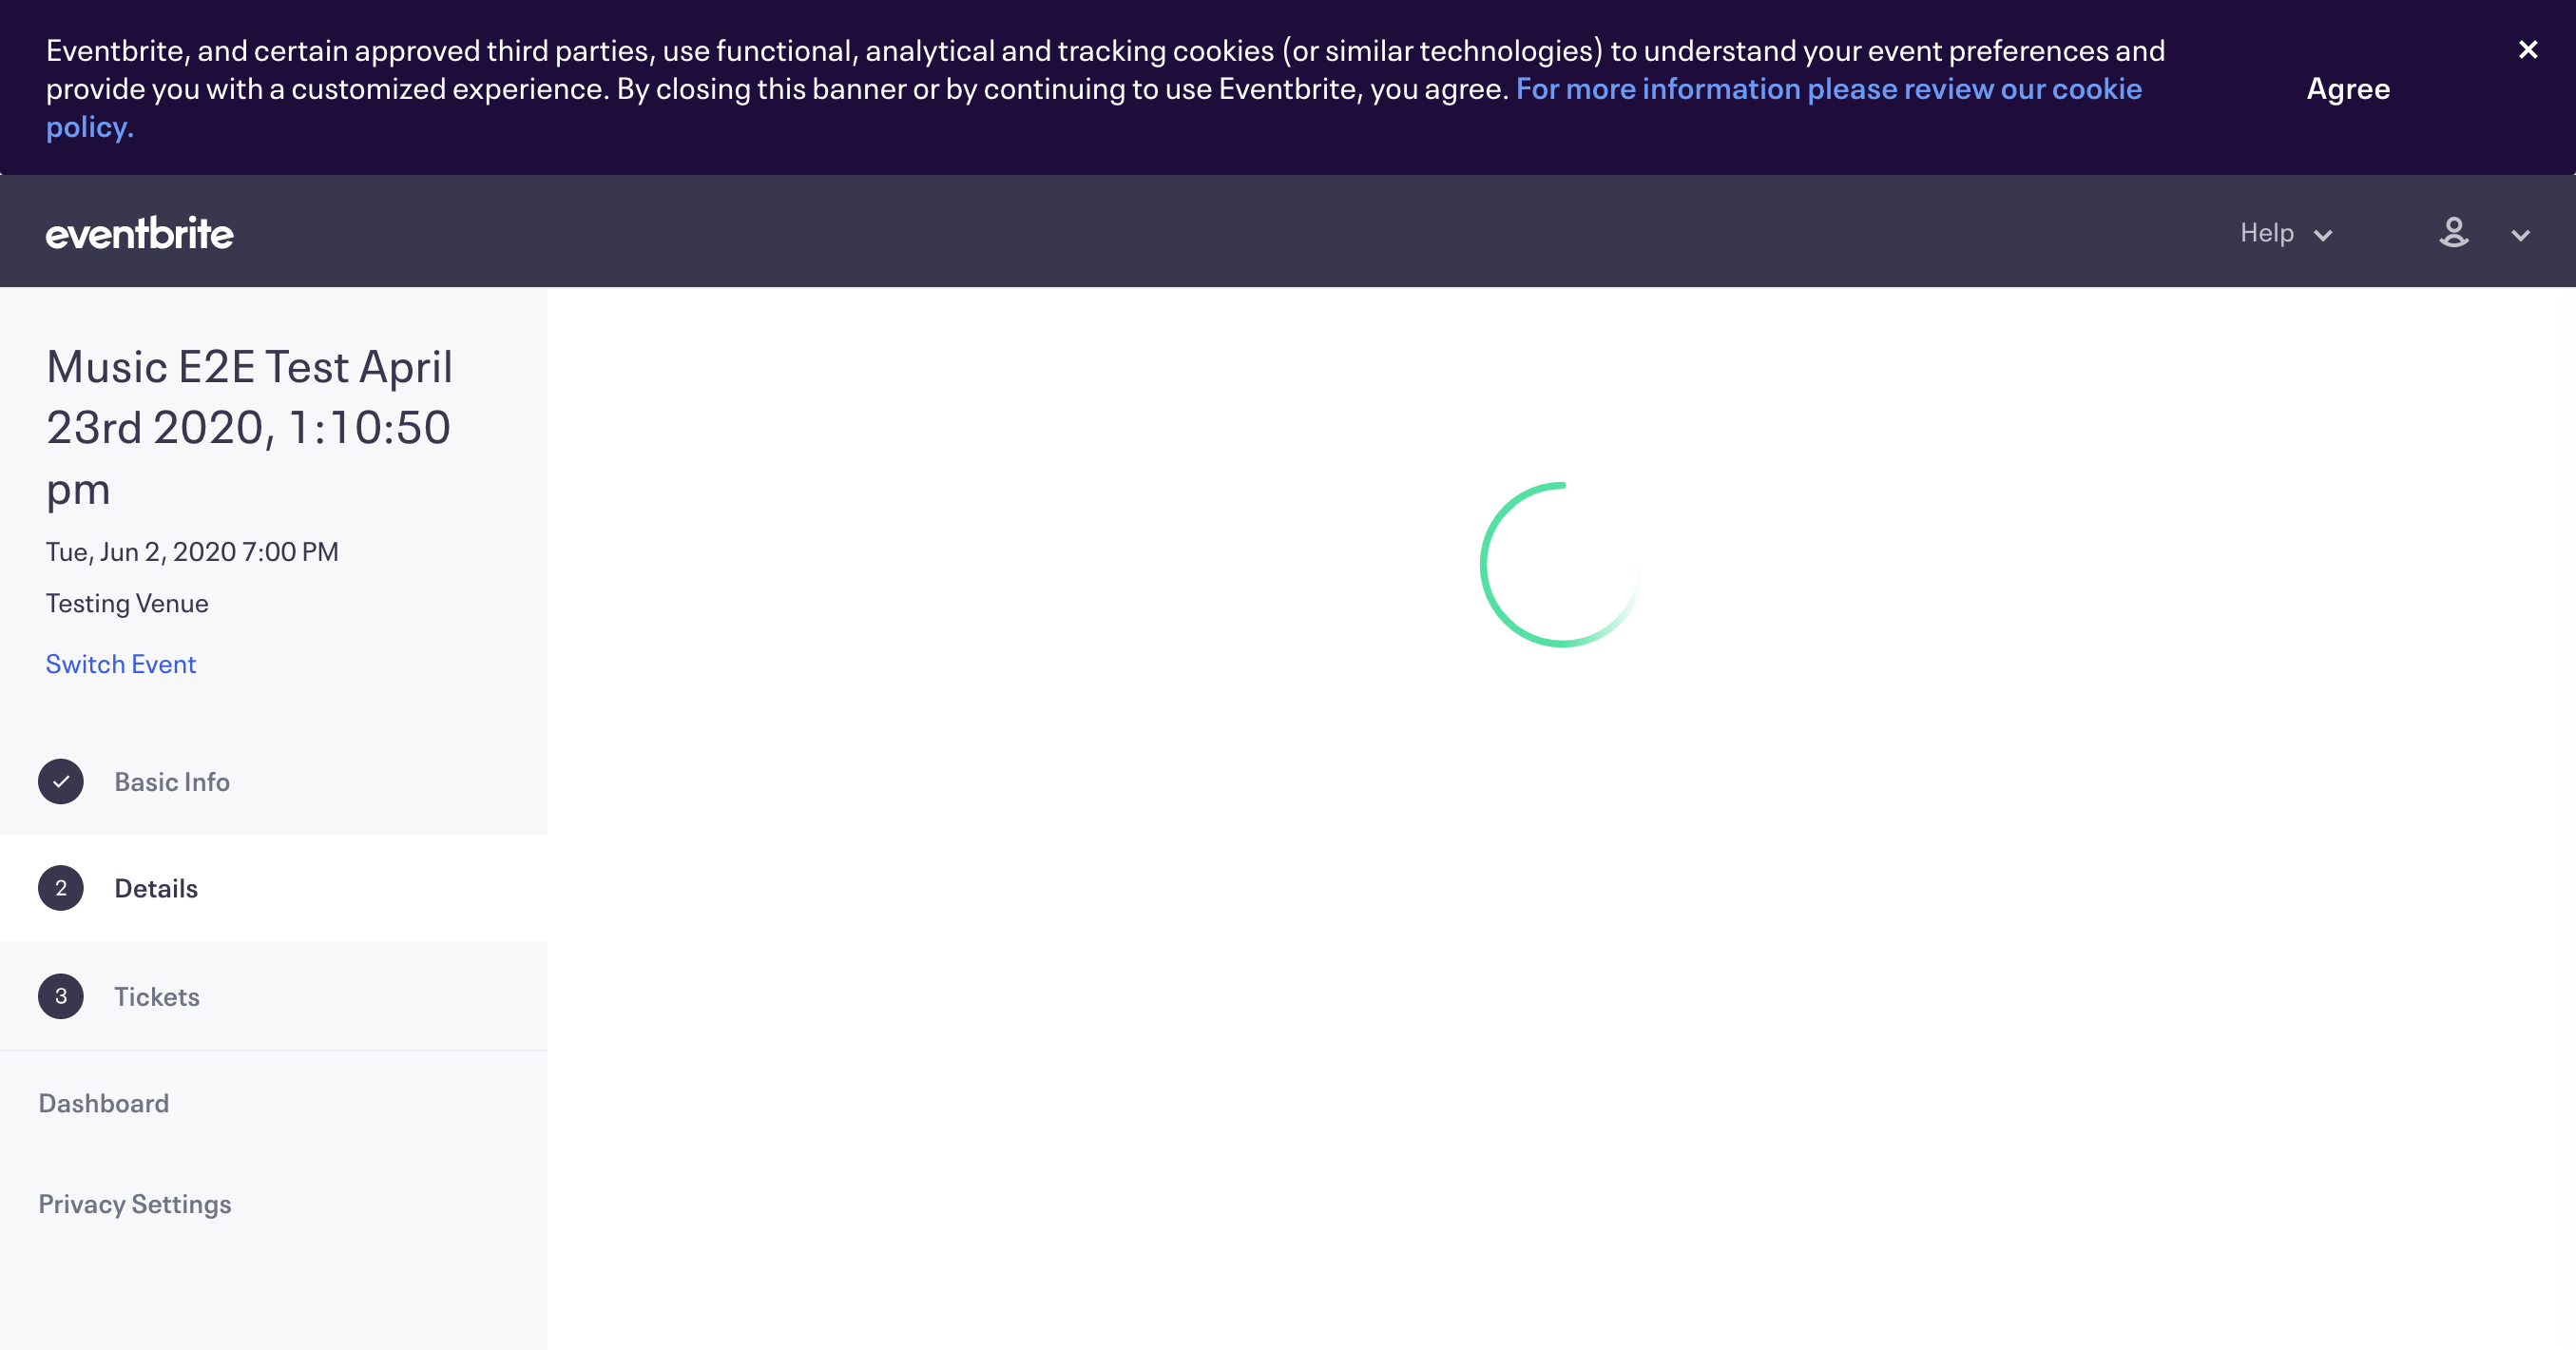 Eventbrite, and certain approved third parties, use functional, analytical and tracking cookies (or similar technologies) to understand your event preferences and
provide you with a customized experience. By closing this banner or by continuing to use Eventbrite, you agree. For more information please review our cookie
policy.
Agree
eventbrite
Help
Music E2E Test April
23rd 2020, 1:10:50
pm
Tue, Jun 2, 2020 7:00 PM
Testing Venue
Switch Event
Basic Info
2 Details
3 Tickets
Dashboard
Privacy Settings